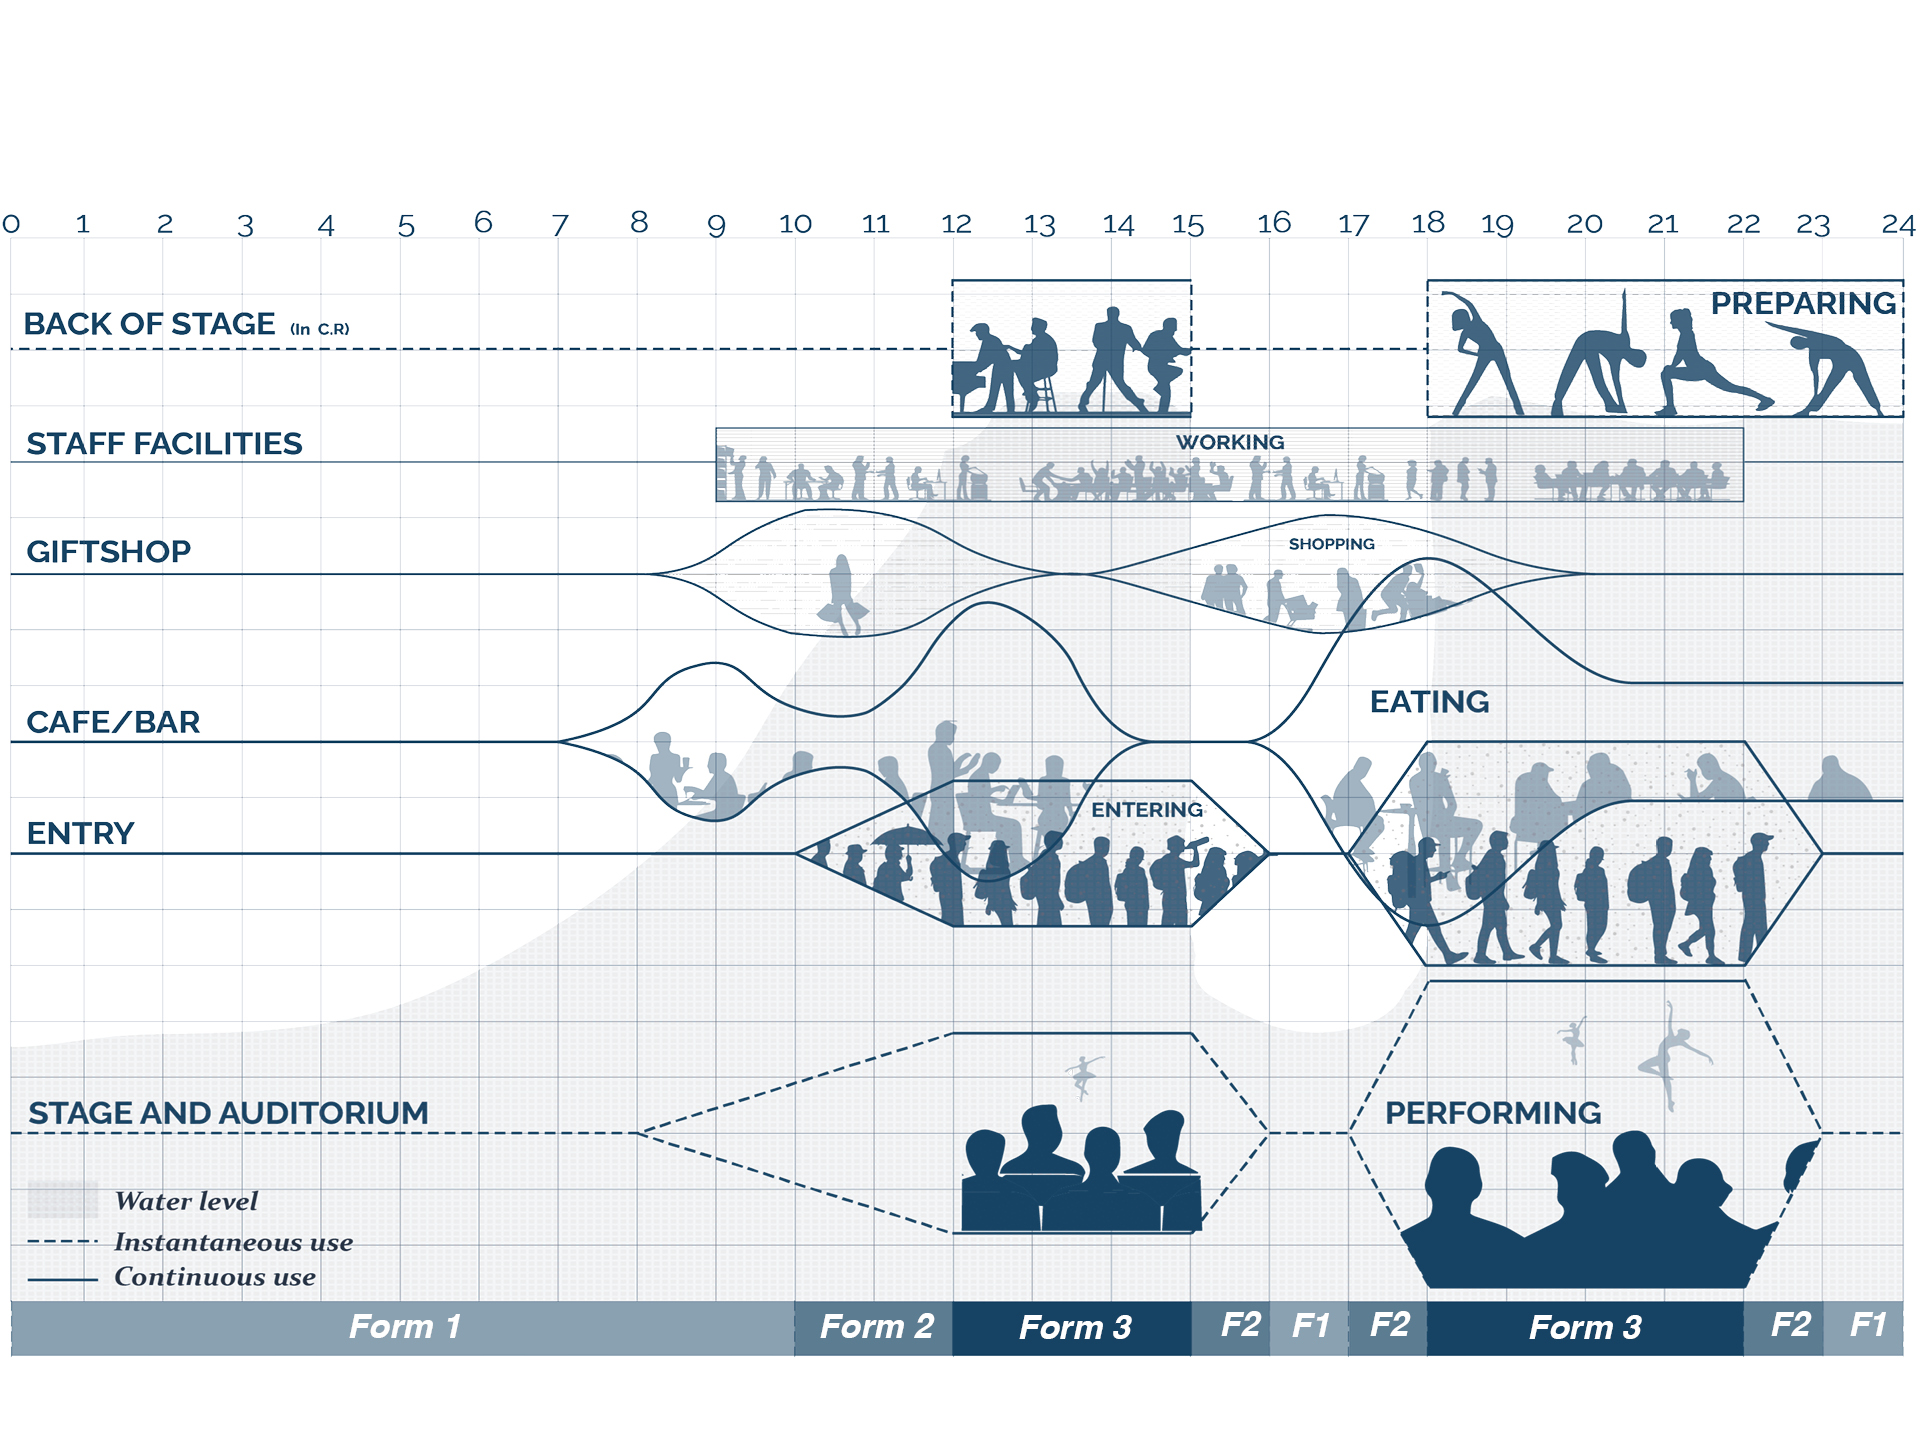 0 1 2 3 4 5 6 7 8 9 10 11 12 13 14 15 16 17 18 19 20 21 22 23 24
PREPARING
BACK OF STAGE (In C.R)
STAFF FACILITIES
WORKING
GIFTSHOP
SHOPPING
EATING
CAFE/BAR
ENTERING
ENTRY
STAGE AND AUDITORIUM
PERFORMING
Water level
Instantaneous use
Continuous use
Form 1 Form 2 Form 3 F2 F1 F2 Form 3 F2 F1